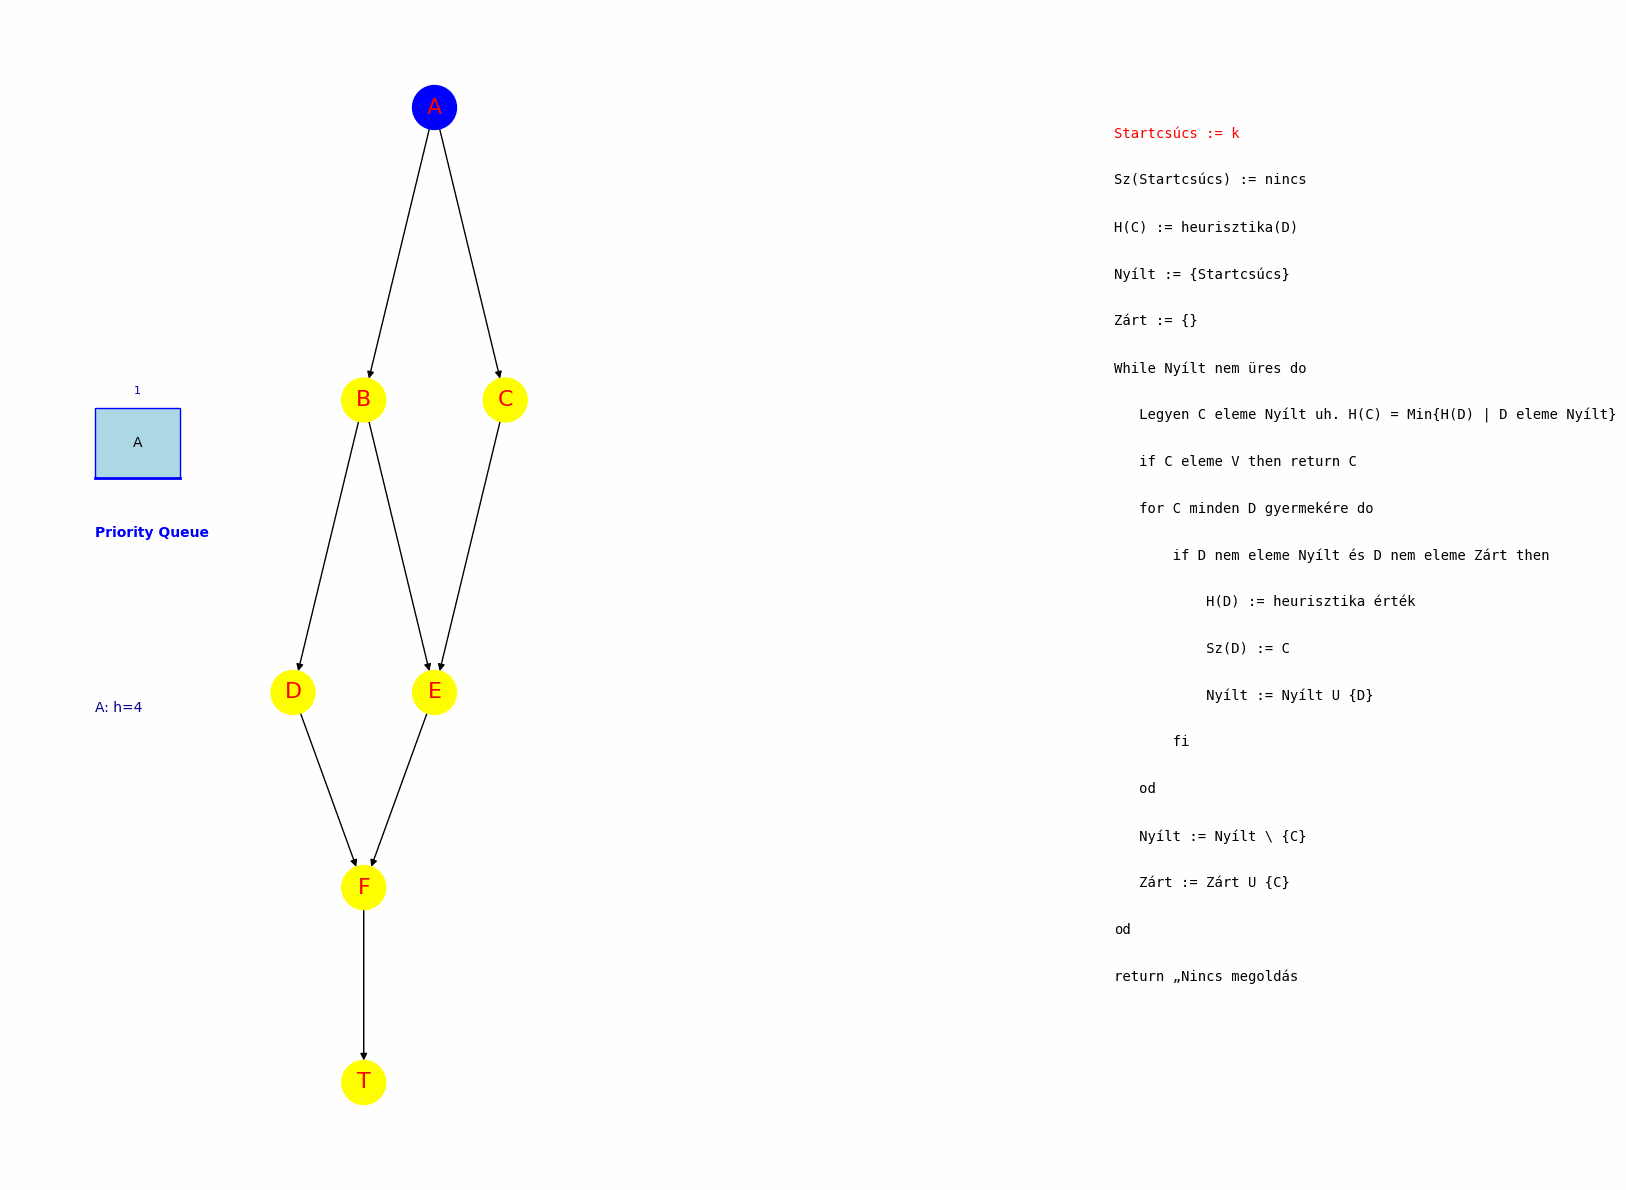 A
B
C
D
E
F
T
1
A
Priority Queue
A: h=4
Startcsúcs := k
Sz(Startcsúcs) := nincs
H(C) := heurisztika(D)
Nyílt := {Startcsúcs}
Zárt := {}
While Nyílt nem üres do
Legyen C eleme Nyílt uh. H(C) = Min{H(D) | D eleme Nyílt}
if C eleme V then return C
for C minden D gyermekére do
if D nem eleme Nyílt és D nem eleme Zárt then
H(D) := heurisztika érték
Sz(D) := C
Nyílt := Nyílt U {D}
fi
od
Nyílt := Nyílt \ {C}
Zárt := Zárt U {C}
od
return „Nincs megoldás